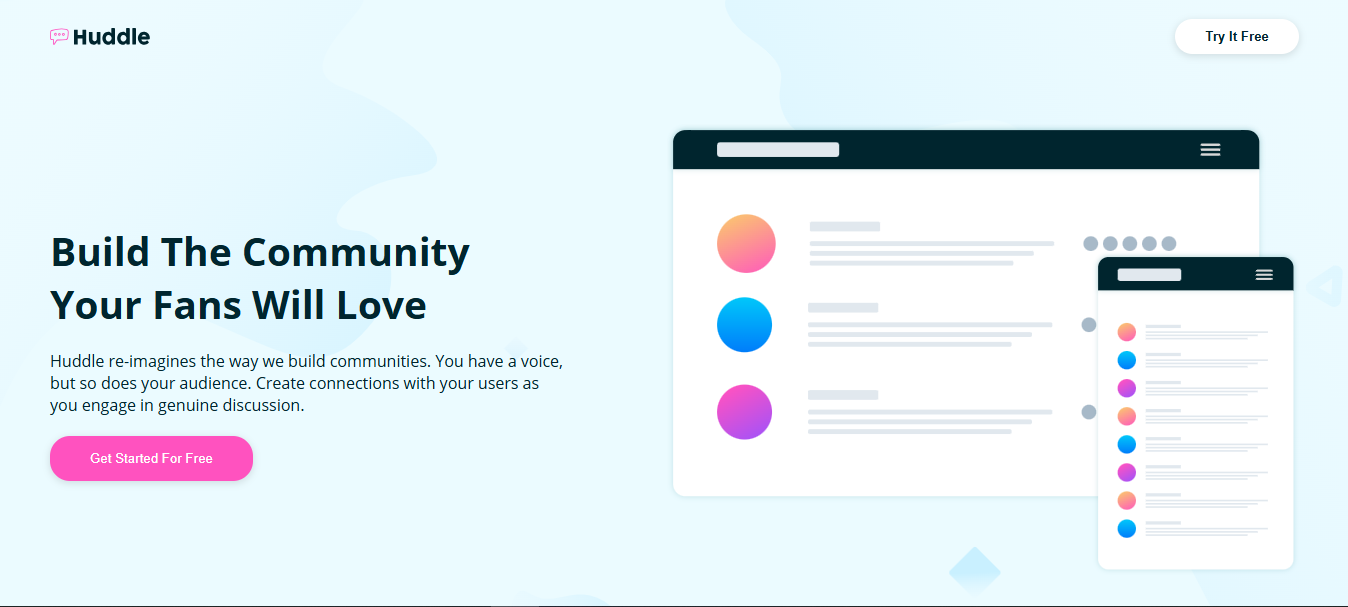 Huddle
Try It Free
Build The Community
Your Fans Will Love
Huddle re-imagines the way we build communities. You have a voice,
but so does your audience. Create connections with your users as
you engage in genuine discussion.
Get Started For Free